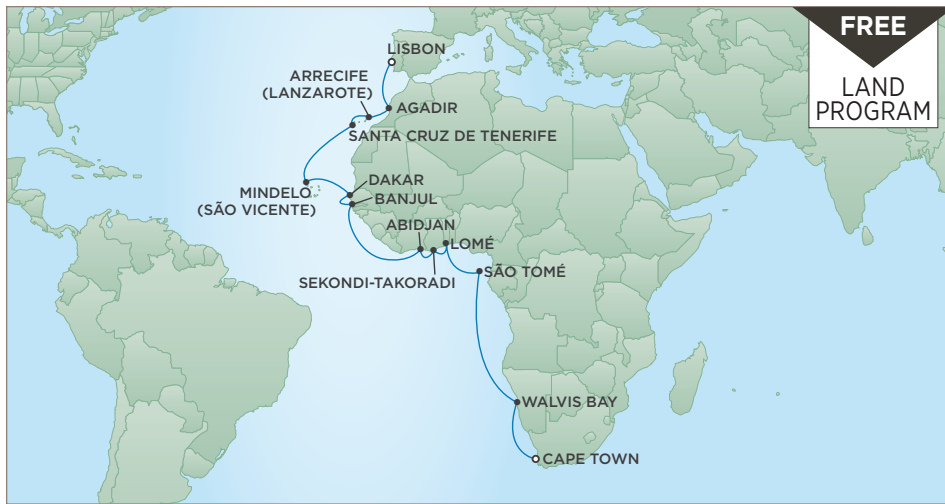 FREE
LAND
PROGRAM
LISBON
ARRECIFE
(LANZAROTE)
AGADIR
SANTA CRUZ DE TENERIFE
MINDELO
(SÃO VICENTE)
DAKAR
BANJUL
ABIDJAN
LOMÉ
SEKONDI-TAKORADI
SÃO TOMÉ
WALVIS BAY
CAPE TOWN